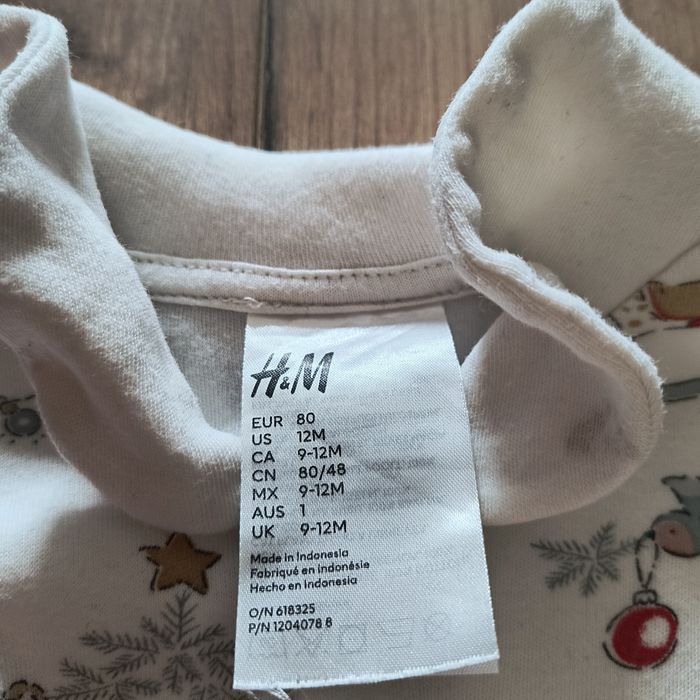 H&M
EUR 80
US 12M
CA 9-12M
CN 80/48
MX 9-12M
AUS 1
UK 9-12M
Made in Indonesia
Fabriqué en Indonésie
Hecho en Indonesia
O/N 618325
P/N 1204078 8